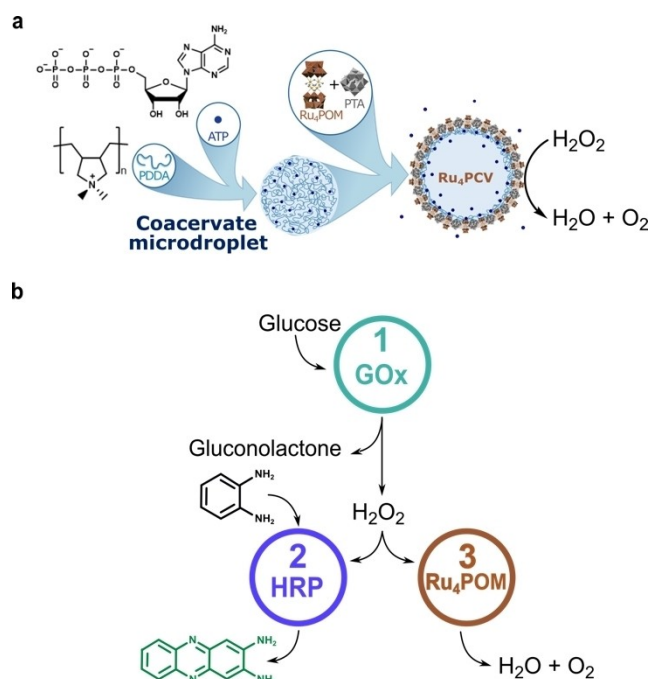 a
NH₂
O⁻ O⁻ O⁻
⁻O-P-O-P-O-P-O
O O O
N N
N N
O
OH OH
ATP
n
N
+
PDDA
Coacervate
microdroplet
Ru₄POM
+
PTA
Ru₄PCV
H₂O₂
H₂O + O₂
b
Glucose
1
GOx
Gluconolactone
NH₂
NH₂
H₂O₂
2
HRP
3
Ru₄POM
N NH₂
N NH
H₂O + O₂